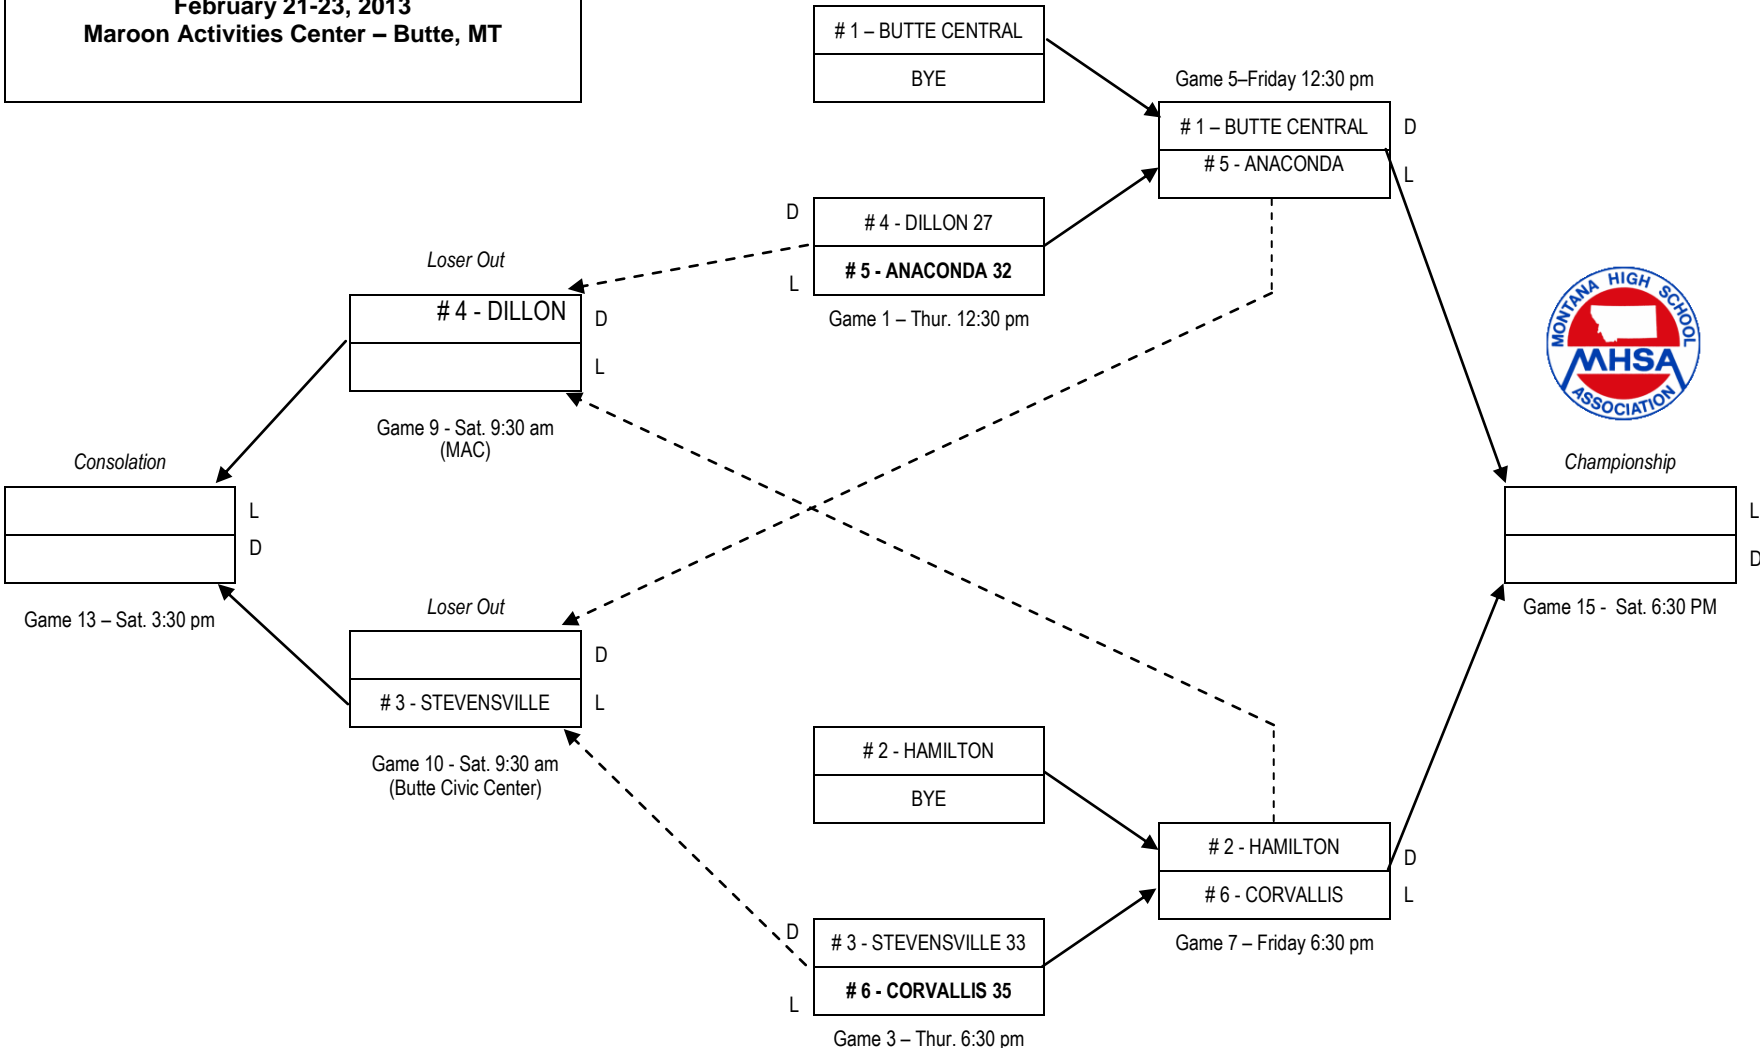 February 21-23, 2013
Maroon Activities Center – Butte, MT
# 1 – BUTTE CENTRAL
BYE
Game 5–Friday 12:30 pm
# 1 – BUTTE CENTRAL
D
# 5 - ANACONDA
L
D
# 4 - DILLON 27
# 5 - ANACONDA 32
L
Game 1 – Thur. 12:30 pm
Loser Out
# 4 - DILLON
D
L
Game 9 - Sat. 9:30 am
(MAC)
MONTANA HIGH SCHOOL
MHSA
ASSOCIATION
Consolation
L
D
Game 13 – Sat. 3:30 pm
Championship
L
D
Game 15 - Sat. 6:30 PM
Loser Out
D
# 3 - STEVENSVILLE
L
Game 10 - Sat. 9:30 am
(Butte Civic Center)
# 2 - HAMILTON
BYE
# 2 - HAMILTON
D
# 6 - CORVALLIS
L
Game 7 – Friday 6:30 pm
D
# 3 - STEVENSVILLE 33
# 6 - CORVALLIS 35
L
Game 3 – Thur. 6:30 pm